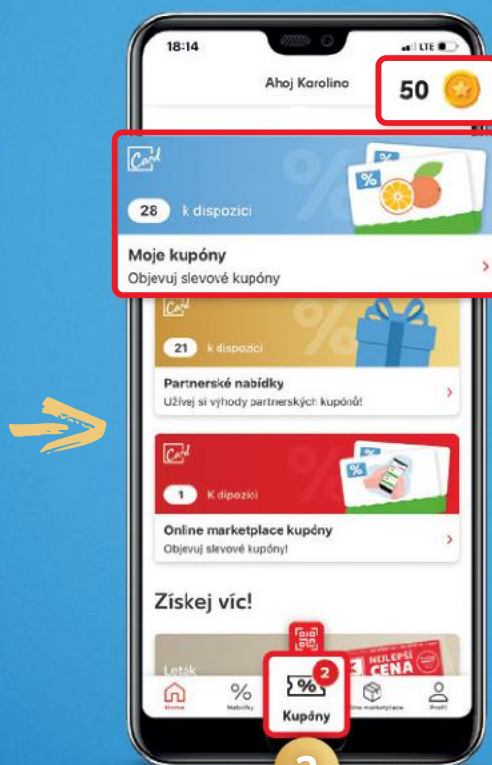 18:14
LTE
Ahoj Karolino
50
Card
%
28 k dispozici
Moje kupóny
Objevuj slevové kupóny
Card
%
21 k dispozici
Partnerské nabídky
Užívej si výhody partnerských kupónů!
Card
%
1 K dipozici
Online marketplace kupóny
Objevuj slevové kupóny!
Získej víc!
Leták
NEJLEPŠÍ
CENA
2
%
Home
Nabídky
Kupóny
marketplace
Profil